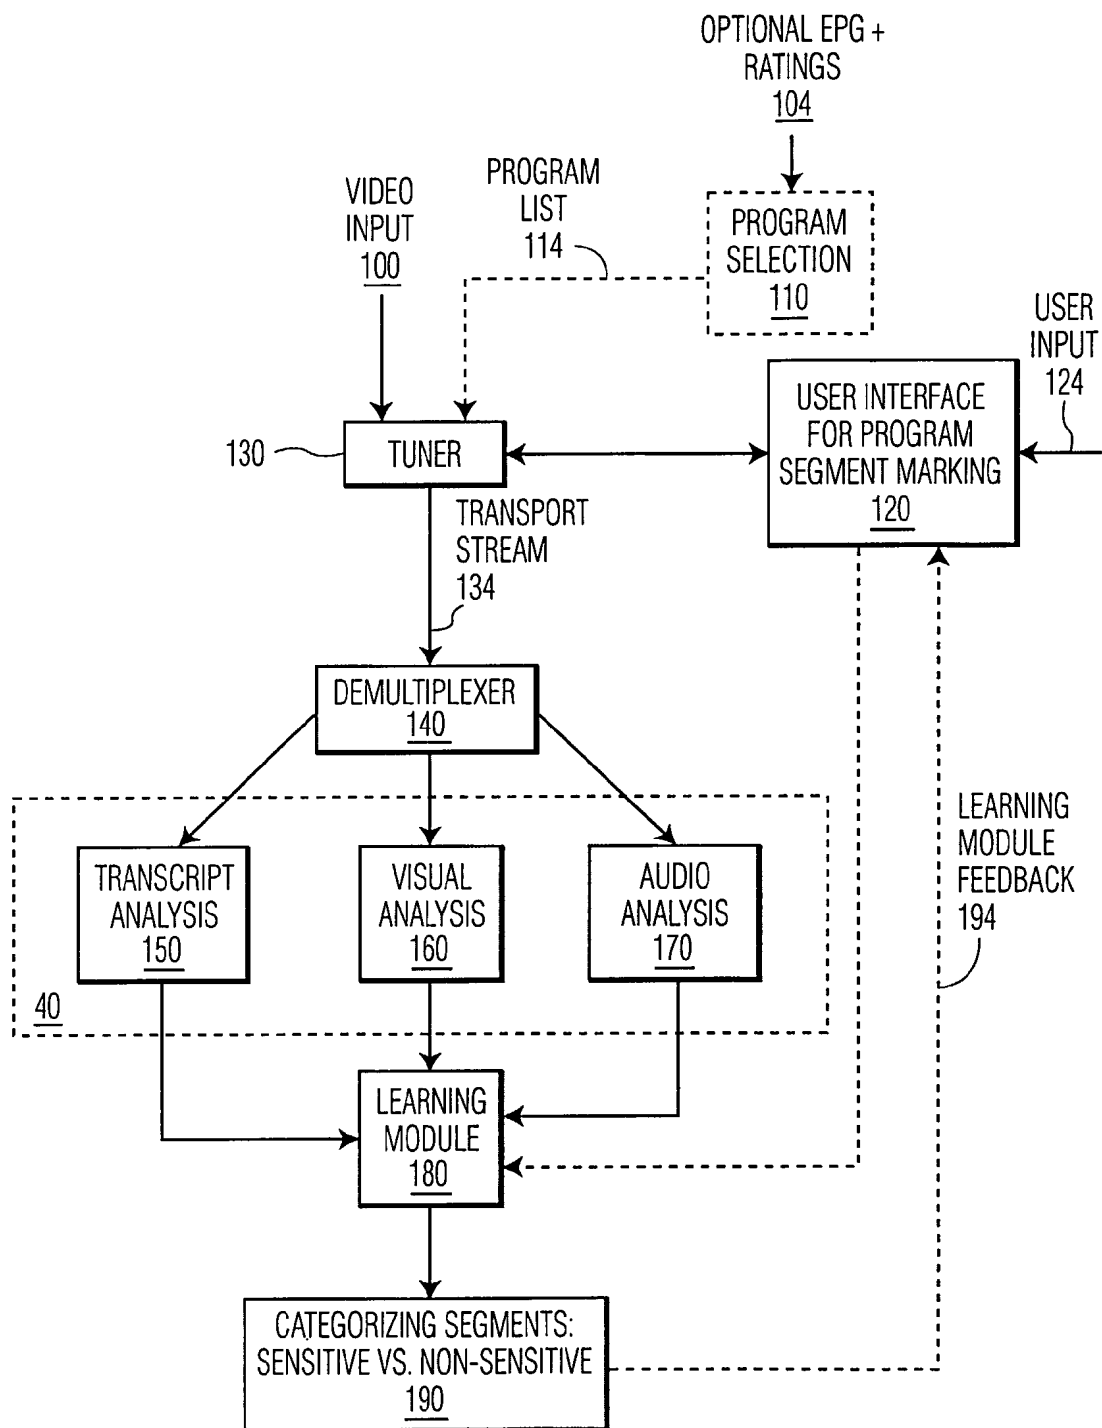 OPTIONAL EPG +
RATINGS
104
PROGRAM
LIST
114
VIDEO
INPUT
100
PROGRAM
SELECTION
110
USER
INPUT
124
USER INTERFACE
FOR PROGRAM
SEGMENT MARKING
120
130
TUNER
TRANSPORT
STREAM
134
DEMULTIPLEXER
140
LEARNING
MODULE
FEEDBACK
194
TRANSCRIPT
ANALYSIS
150
VISUAL
ANALYSIS
160
AUDIO
ANALYSIS
170
40
LEARNING
MODULE
180
CATEGORIZING SEGMENTS:
SENSITIVE VS. NON-SENSITIVE
190